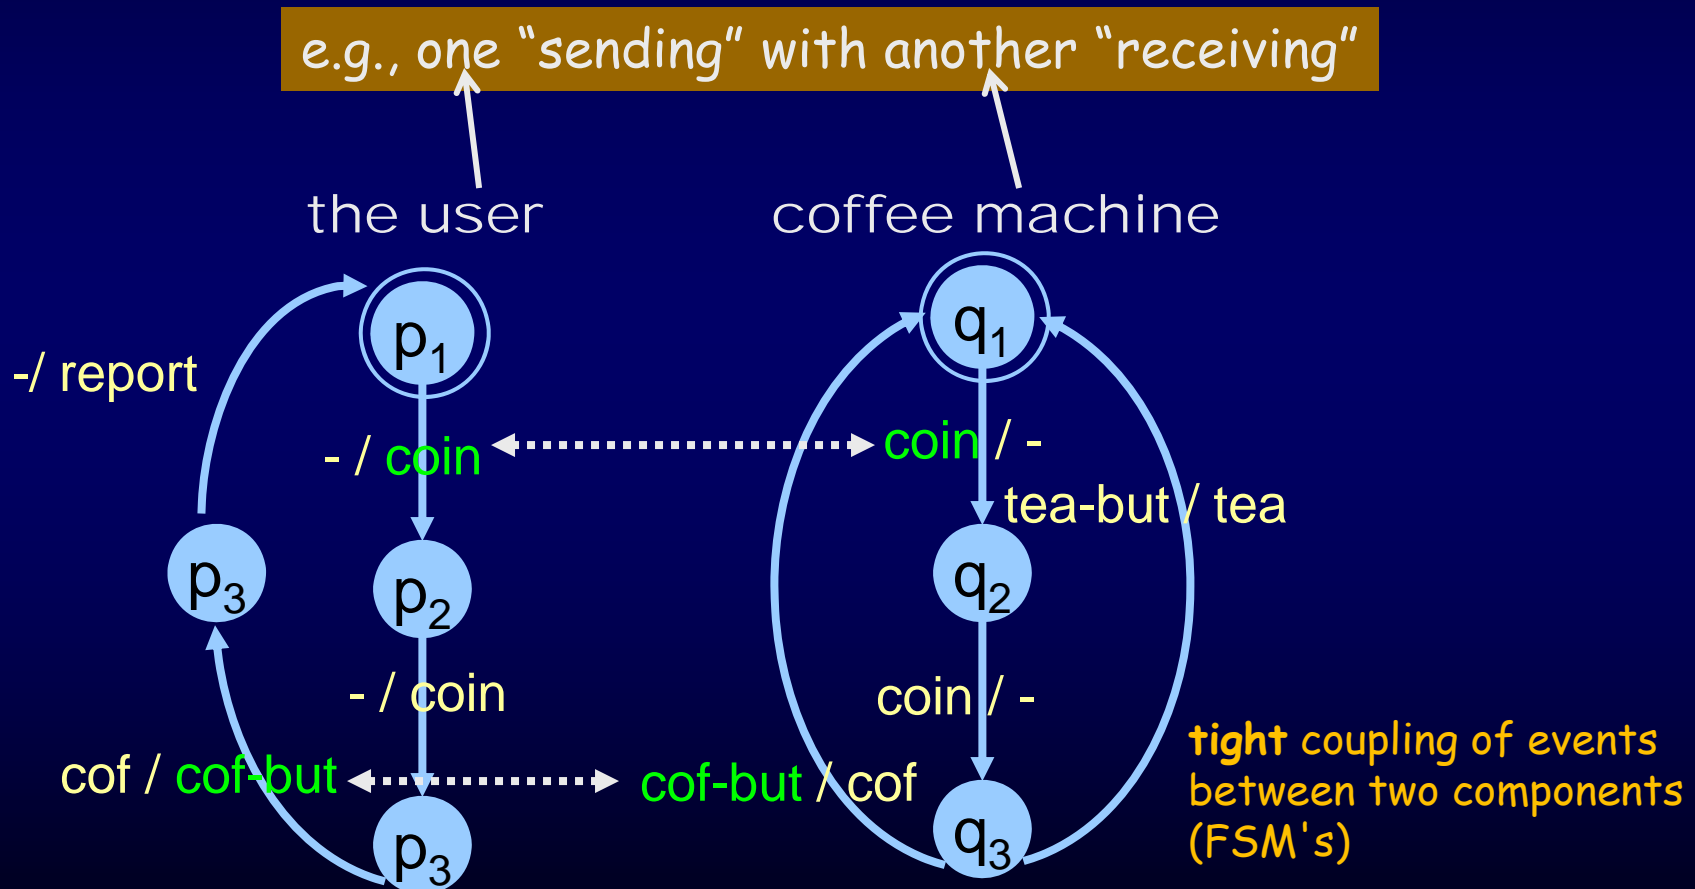 e.g., one “sending” with another “receiving”
the user
coffee machine
p1
q1
-/ report
- / coin
coin / -
tea-but / tea
p3
p2
q2
- / coin
coin / -
cof / cof-but
cof-but / cof
p3
q3
tight coupling of events
between two components
(FSM's)